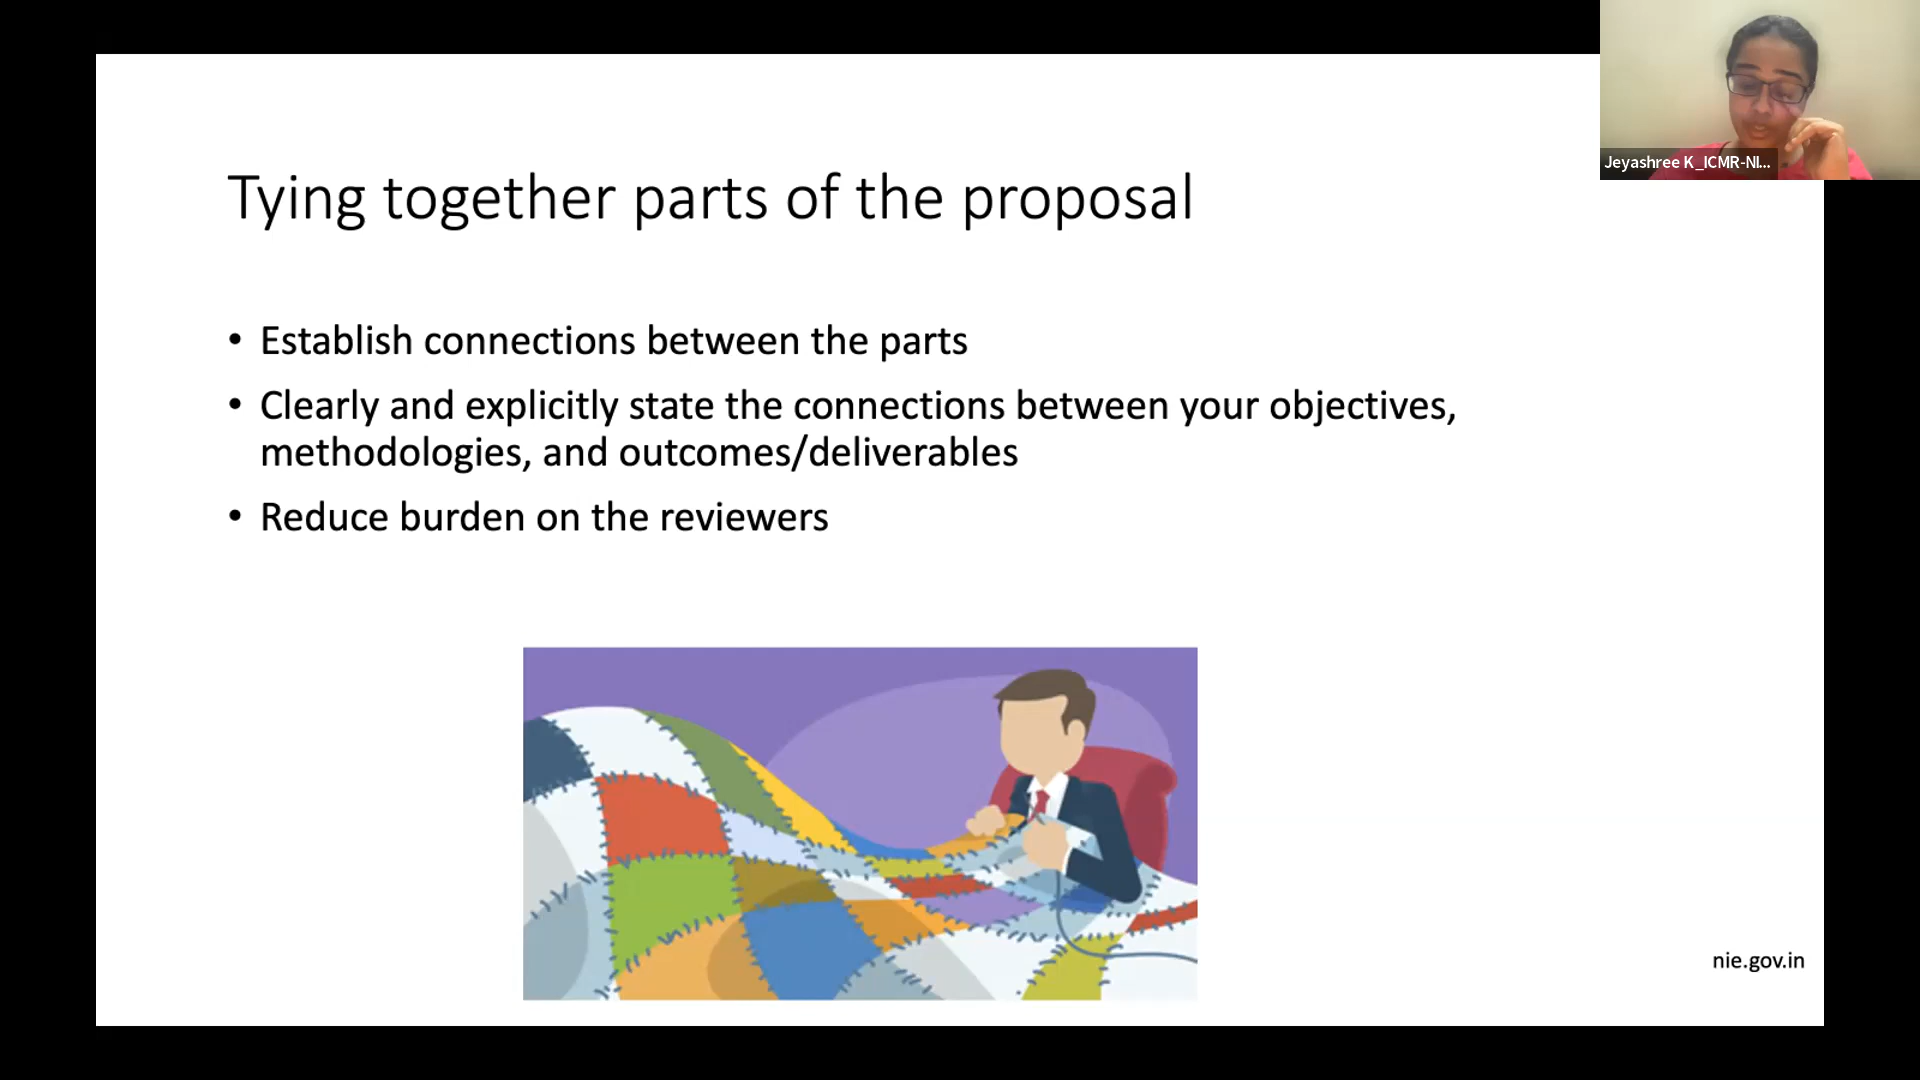 Jeyashree K_ICMR-NI...
Tying together parts of the proposal
• Establish connections between the parts
• Clearly and explicitly state the connections between your objectives,
methodologies, and outcomes/deliverables
• Reduce burden on the reviewers
nie.gov.in